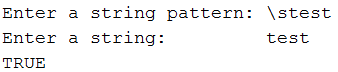 Enter a string pattern: \stest
Enter a string:         test
TRUE